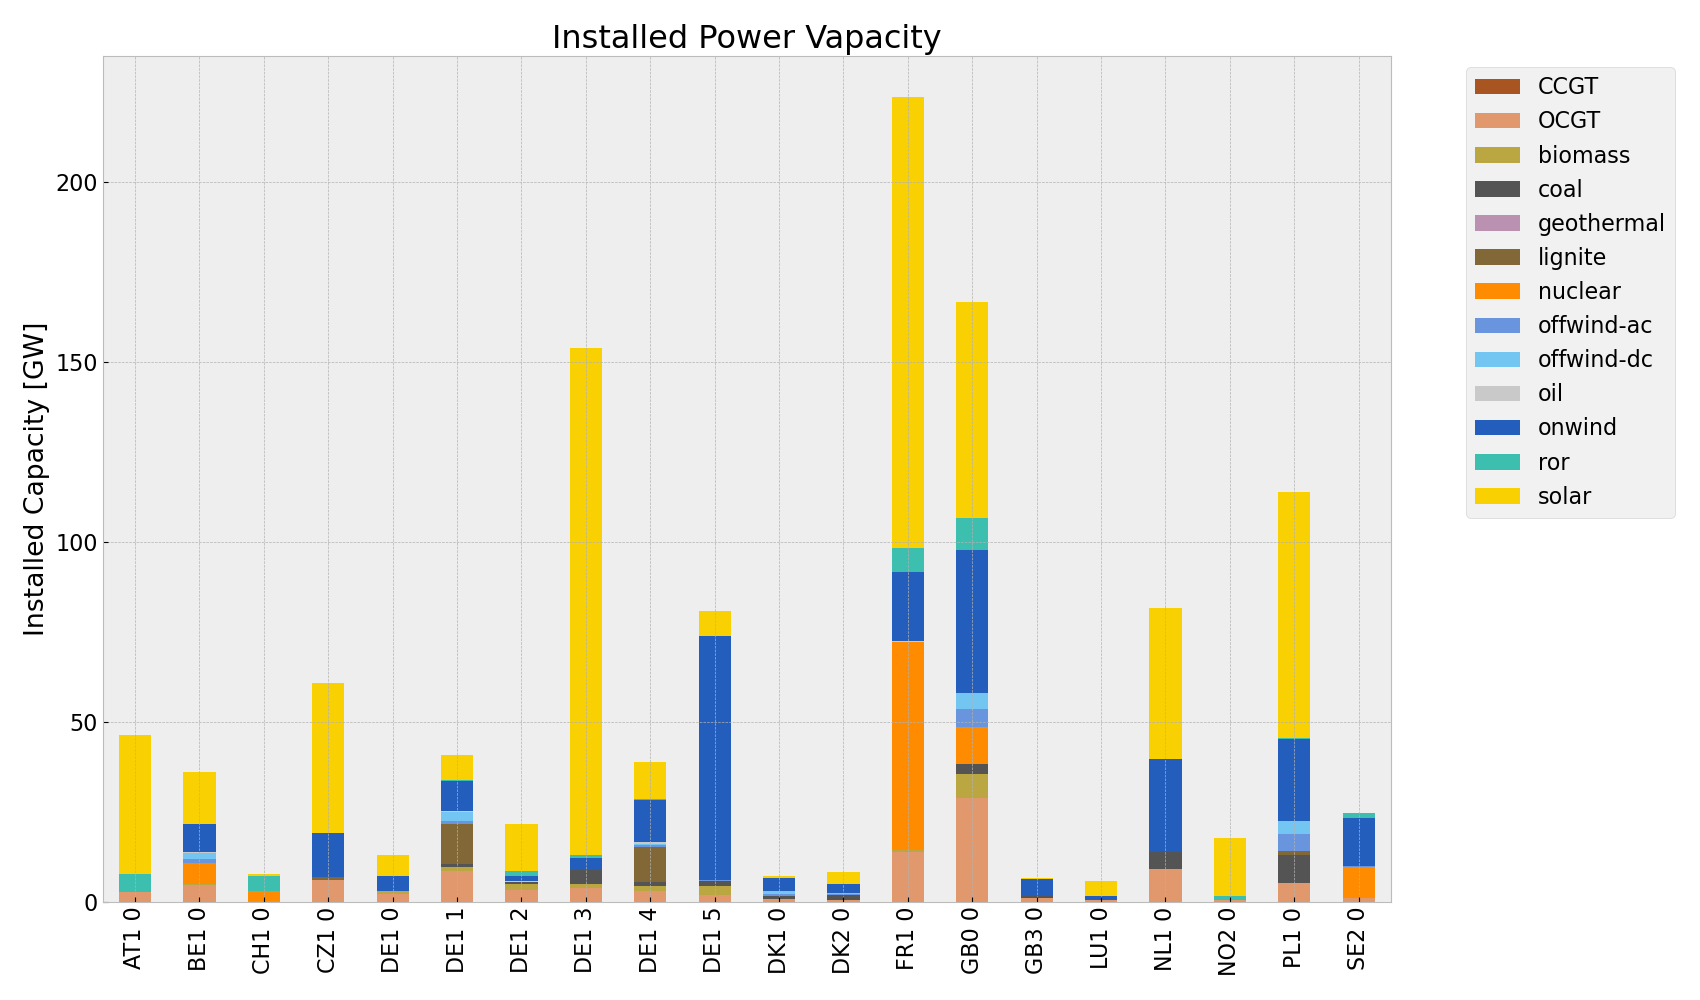 Installed Power Vapacity
Installed Capacity [GW]
200
150
100
50
0
AT1 0
BE1 0
CH1 0
CZ1 0
DE1 0
DE1 1
DE1 2
DE1 3
DE1 4
DE1 5
DK1 0
DK2 0
FR1 0
GB0 0
GB3 0
LU1 0
NL1 0
NO2 0
PL1 0
SE2 0
CCGT
OCGT
biomass
coal
geothermal
lignite
nuclear
offwind-ac
offwind-dc
oil
onwind
ror
solar